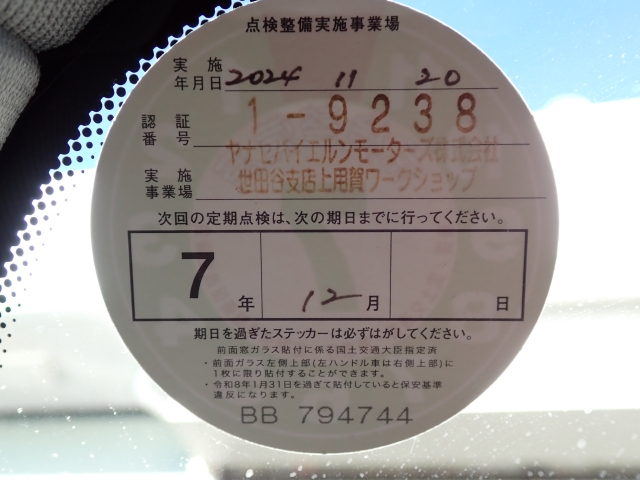 点検整備実施事業場
実施年月日 2024 11 20
認証番号 1-9238
実施事業場 ヤナセバイエルンモーターズ株式会社
世田谷支店上用賀ワークショップ
次回の定期点検は、次の期日までに行ってください。
7年 12月 日
期日を過ぎたステッカーは必ずはがしてください。
前面窓ガラス貼付に係る国土交通大臣指定済
・前面ガラス左側上部(左ハンドル車は右側上部)に
1枚に限り貼付することができます。
・令和8年1月31日を過ぎて貼付していると保安基準
違反になります。
BB 794744